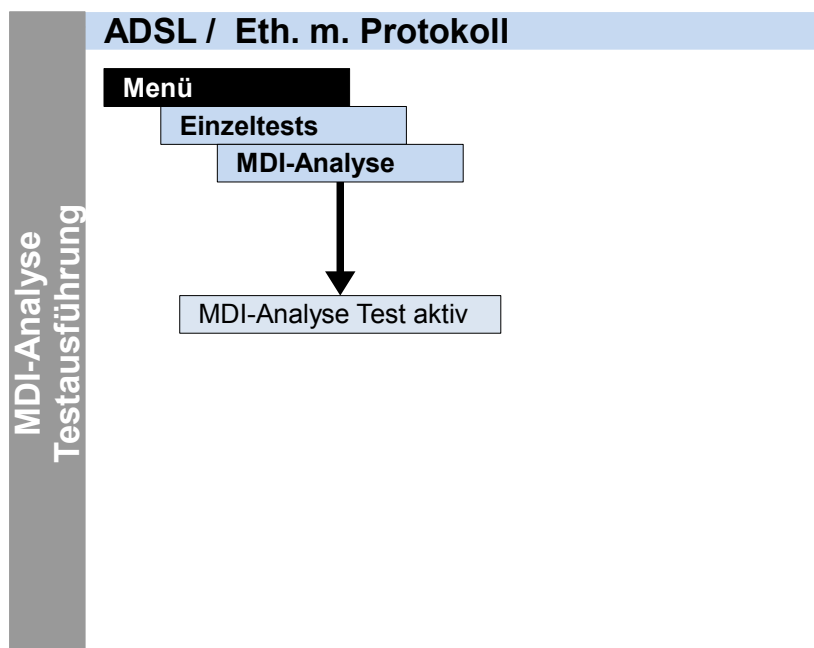 ADSL / Eth. m. Protokoll
Menü
Einzeltests
MDI-Analyse
MDI-Analyse Test aktiv
MDI-Analyse
Testausführung